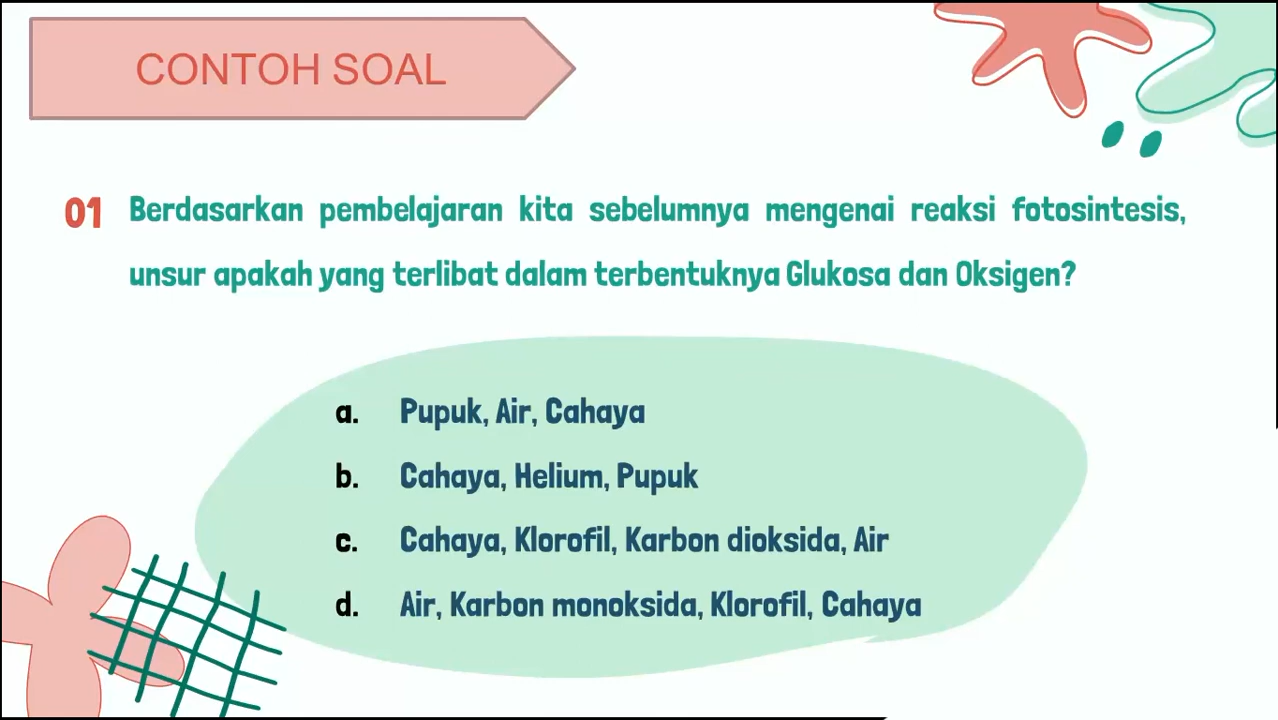 CONTOH SOAL
01 Berdasarkan pembelajaran kita sebelumnya mengenai reaksi fotosintesis,
unsur apakah yang terlibat dalam terbentuknya Glukosa dan Oksigen?
a. Pupuk, Air, Cahaya
b. Cahaya, Helium, Pupuk
c. Cahaya, Klorofil, Karbon dioksida, Air
d. Air, Karbon monoksida, Klorofil, Cahaya